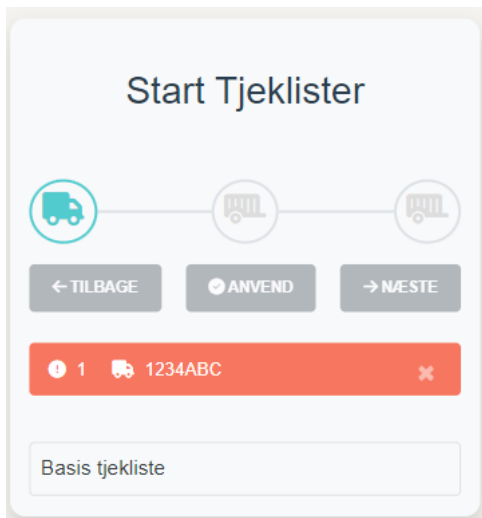 Start Tjeklister
TILBAGE ANVEND NÆSTE
1 1234ABC
Basis tjekliste